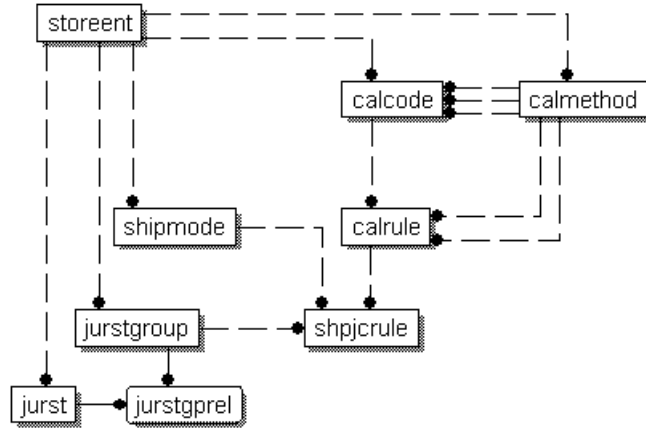 storeent
calcode
calmethod
shipmode
calrule
jurstgroup
shpjcrule
jurst
jurstgprel